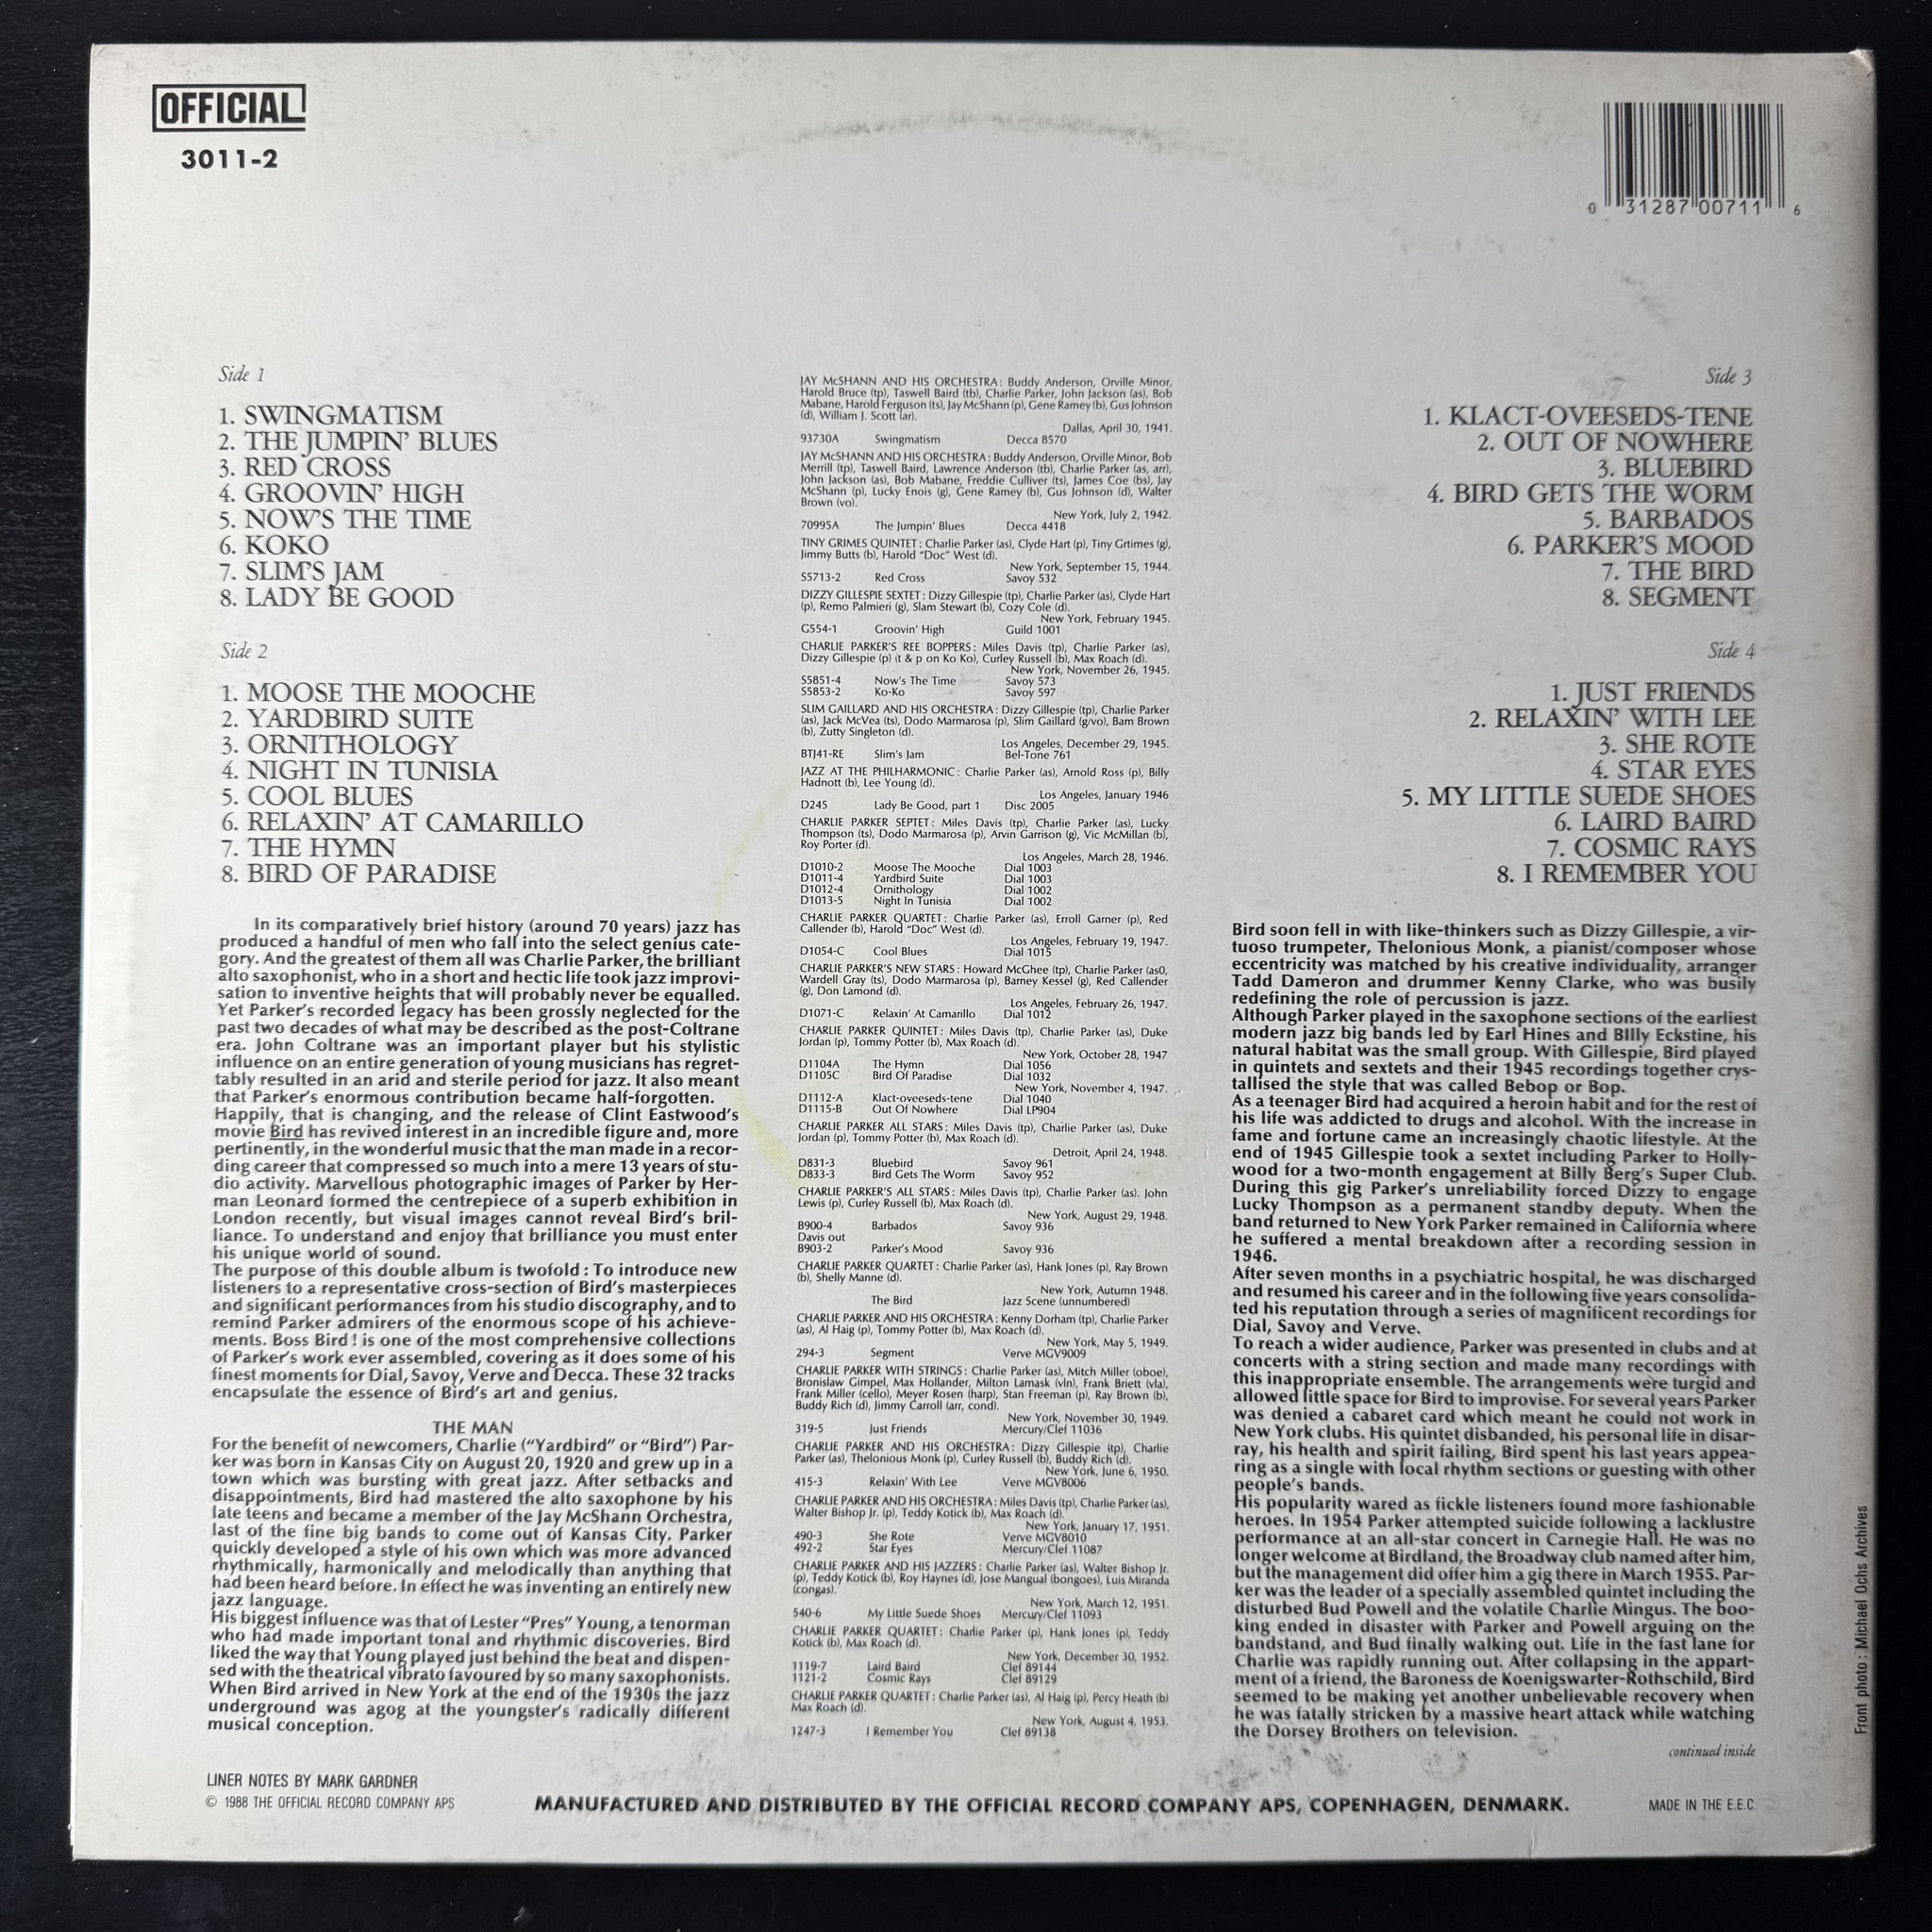 OFFICIAL
3011-2
0 31287 00711 6
Side 1
1. SWINGMATISM
2. THE JUMPIN' BLUES
3. RED CROSS
4. GROOVIN' HIGH
5. NOW'S THE TIME
6. KOKO
7. SLIM'S JAM
8. LADY BE GOOD
Side 2
1. MOOSE THE MOOCHE
2. YARDBIRD SUITE
3. ORNITHOLOGY
4. NIGHT IN TUNISIA
5. COOL BLUES
6. RELAXIN' AT CAMARILLO
7. THE HYMN
8. BIRD OF PARADISE
In its comparatively brief history (around 70 years) jazz has
produced a handful of men who fall into the select genius cate-
gory. And the greatest of them all was Charlie Parker, the brilliant
alto saxophonist, who in a short and hectic life took jazz improvi-
sation to inventive heights that will probably never be equalled.
Yet Parker's recorded legacy has been grossly neglected for the
past two decades of what may be described as the post-Coltrane
era. John Coltrane was an important player but his stylistic
influence on an entire generation of young musicians has regret-
tably resulted in an arid and sterile period for jazz. It also meant
that Parker's enormous contribution became half-forgotten.
Happily, that is changing, and the release of Clint Eastwood's
movie Bird has revived interest in an incredible figure and, more
pertinently, in the wonderful music that the man made in a recor-
ding career that compressed so much into a mere 13 years of stu-
dio activity. Marvellous photographic images of Parker by Her-
man Leonard formed the centrepiece of a superb exhibition in
London recently, but visual images cannot reveal Bird's bril-
liance. To understand and enjoy that brilliance you must enter
his unique world of sound.
The purpose of this double album is twofold : To introduce new
listeners to a representative cross-section of Bird's masterpieces
and significant performances from his studio discography, and to
remind Parker admirers of the enormous scope of his achieve-
ments. Boss Bird ! is one of the most comprehensive collections
of Parker's work ever assembled, covering as it does some of his
finest moments for Dial, Savoy, Verve and Decca. These 32 tracks
encapsulate the essence of Bird's art and genius.
THE MAN
For the benefit of newcomers, Charlie ("Yardbird" or "Bird") Par-
ker was born in Kansas City on August 20, 1920 and grew up in a
town which was bursting with great jazz. After setbacks and
disappointments, Bird had mastered the alto saxophone by his
late teens and became a member of the Jay McShann Orchestra,
last of the fine big bands to come out of Kansas City. Parker
quickly developed a style of his own which was more advanced
rhythmically, harmonically and melodically than anything that
had been heard before. In effect he was inventing an entirely new
jazz language.
His biggest influence was that of Lester "Pres" Young, a tenorman
who had made important tonal and rhythmic discoveries. Bird
liked the way that Young played just behind the beat and dispen-
sed with the theatrical vibrato favoured by so many saxophonists.
When Bird arrived in New York at the end of the 1930s the jazz
underground was agog at the youngster's radically different
musical conception.
JAY McSHANN AND HIS ORCHESTRA : Buddy Anderson, Orville Minor,
Harold Bruce (tp), Taswell Baird (tb), Charlie Parker, John Jackson (as), Bob
Mabane, Harold Ferguson (ts), Jay McShann (p), Gene Ramey (b), Gus Johnson
(d), William J. Scott (ar).
Dallas, April 30, 1941.
93730A Swingmatism Decca 8570
JAY McSHANN AND HIS ORCHESTRA : Buddy Anderson, Orville Minor, Bob
Merrill (tp), Taswell Baird, Lawrence Anderson (tb), Charlie Parker (as, arr),
John Jackson (as), Bob Mabane, Freddie Culliver (ts), James Coe (bs), Jay
McShann (p), Lucky Enois (g), Gene Ramey (b), Gus Johnson (d), Walter
Brown (vo).
New York, July 2, 1942.
70995A The Jumpin' Blues Decca 4418
TINY GRIMES QUINTET : Charlie Parker (as), Clyde Hart (p), Tiny Grtimes (g),
Jimmy Butts (b), Harold "Doc" West (d).
New York, September 15, 1944.
S5713-2 Red Cross Savoy 532
DIZZY GILLESPIE SEXTET : Dizzy Gillespie (tp), Charlie Parker (as), Clyde Hart
(p), Remo Palmieri (g), Slam Stewart (b), Cozy Cole (d).
New York, February 1945.
G554-1 Groovin' High Guild 1001
CHARLIE PARKER'S REE BOPPERS : Miles Davis (tp), Charlie Parker (as),
Dizzy Gillespie (p) (t & p on Ko Ko), Curley Russell (b), Max Roach (d).
New York, November 26, 1945.
S5851-4 Now's The Time Savoy 573
S5853-2 Ko-Ko Savoy 597
SLIM GAILLARD AND HIS ORCHESTRA : Dizzy Gillespie (tp), Charlie Parker
(as), Jack McVea (ts), Dodo Marmarosa (p), Slim Gaillard (g/vo), Bam Brown
(b), Zutty Singleton (d).
Los Angeles, December 29, 1945.
BTJ41-RE Slim's Jam Bel-Tone 761
JAZZ AT THE PHILHARMONIC : Charlie Parker (as), Arnold Ross (p), Billy
Hadnott (b), Lee Young (d).
Los Angeles, January 1946
D245 Lady Be Good, part 1 Disc 2005
CHARLIE PARKER SEPTET : Miles Davis (tp), Charlie Parker (as), Lucky
Thompson (ts), Dodo Marmarosa (p), Arvin Garrison (g), Vic McMillan (b),
Roy Porter (d).
Los Angeles, March 28, 1946.
D1010-2 Moose The Mooche Dial 1003
D1011-4 Yardbird Suite Dial 1003
D1012-4 Ornithology Dial 1002
D1013-5 Night In Tunisia Dial 1002
CHARLIE PARKER QUARTET : Charlie Parker (as), Erroll Garner (p), Red
Callender (b), Harold "Doc" West (d).
Los Angeles, February 19, 1947.
D1054-C Cool Blues Dial 1015
CHARLIE PARKER'S NEW STARS : Howard McGhee (tp), Charlie Parker (as0,
Wardell Gray (ts), Dodo Marmarosa (p), Barney Kessel (g), Red Callender
(g), Don Lamond (d).
Los Angeles, February 26, 1947.
D1071-C Relaxin' At Camarillo Dial 1012
CHARLIE PARKER QUINTET : Miles Davis (tp), Charlie Parker (as), Duke
Jordan (p), Tommy Potter (b), Max Roach (d).
New York, October 28, 1947
D1104A The Hymn Dial 1056
D1105C Bird Of Paradise Dial 1032
New York, November 4, 1947.
D1112-A Klact-oveeseds-tene Dial 1040
D1115-B Out Of Nowhere Dial LP904
CHARLIE PARKER ALL STARS : Miles Davis (tp), Charlie Parker (as), Duke
Jordan (p), Tommy Potter (b), Max Roach (d).
Detroit, April 24, 1948.
D831-3 Bluebird Savoy 961
D833-3 Bird Gets The Worm Savoy 952
CHARLIE PARKER'S ALL STARS : Miles Davis (tp), Charlie Parker (as). John
Lewis (p), Curley Russell (b), Max Roach (d).
New York, August 29, 1948.
B900-4 Barbados Savoy 936
Davis out
B903-2 Parker's Mood Savoy 936
CHARLIE PARKER QUARTET : Charlie Parker (as), Hank Jones (p), Ray Brown
(b), Shelly Manne (d).
New York, Autumn 1948.
The Bird Jazz Scene (unnumbered)
CHARLIE PARKER AND HIS ORCHESTRA : Kenny Dorham (tp), Charlie Parker
(as), Al Haig (p), Tommy Potter (b), Max Roach (d).
New York, May 5, 1949.
294-3 Segment Verve MGV9009
CHARLIE PARKER WITH STRINGS : Charlie Parker (as), Mitch Miller (oboe),
Bronislaw Gimpel, Max Hollander, Milton Lamask (vln), Frank Briett (vla),
Frank Miller (cello), Meyer Rosen (harp), Stan Freeman (p), Ray Brown (b),
Buddy Rich (d), Jimmy Carroll (arr, cond).
New York, November 30, 1949.
319-5 Just Friends Mercury/Clef 11036
CHARLIE PARKER AND HIS ORCHESTRA : Dizzy Gillespie (tp), Charlie
Parker (as), Thelonious Monk (p), Curley Russell (b), Buddy Rich (d).
New York, June 6, 1950.
415-3 Relaxin' With Lee Verve MGV8006
CHARLIE PARKER AND HIS ORCHESTRA : Miles Davis (tp), Charlie Parker (as),
Walter Bishop Jr. (p), Teddy Kotick (b), Max Roach (d).
New York, January 17, 1951.
490-3 She Rote Verve MGV8010
492-2 Star Eyes Mercury/Clef 11087
CHARLIE PARKER AND HIS JAZZERS : Charlie Parker (as), Walter Bishop Jr.
(p), Teddy Kotick (b), Roy Haynes (d), Jose Mangual (bongoes), Luis Miranda
(congas).
New York, March 12, 1951.
540-6 My Little Suede Shoes Mercury/Clef 11093
CHARLIE PARKER QUARTET : Charlie Parker (p), Hank Jones (p), Teddy
Kotick (b), Max Roach (d).
New York, December 30, 1952.
1119-7 Laird Baird Clef 89144
1121-2 Cosmic Rays Clef 89129
CHARLIE PARKER QUARTET : Charlie Parker (as), Al Haig (p), Percy Heath (b)
Max Roach (d).
New York, August 4, 1953.
1247-3 I Remember You Clef 89138
Side 3
1. KLACT-OVEESEDS-TENE
2. OUT OF NOWHERE
3. BLUEBIRD
4. BIRD GETS THE WORM
5. BARBADOS
6. PARKER'S MOOD
7. THE BIRD
8. SEGMENT
Side 4
1. JUST FRIENDS
2. RELAXIN' WITH LEE
3. SHE ROTE
4. STAR EYES
5. MY LITTLE SUEDE SHOES
6. LAIRD BAIRD
7. COSMIC RAYS
8. I REMEMBER YOU
Bird soon fell in with like-thinkers such as Dizzy Gillespie, a vir-
tuoso trumpeter, Thelonious Monk, a pianist/composer whose
eccentricity was matched by his creative individuality, arranger
Tadd Dameron and drummer Kenny Clarke, who was busily
redefining the role of percussion is jazz.
Although Parker played in the saxophone sections of the earliest
modern jazz big bands led by Earl Hines and BIlly Eckstine, his
natural habitat was the small group. With Gillespie, Bird played
in quintets and sextets and their 1945 recordings together crys-
tallised the style that was called Bebop or Bop.
As a teenager Bird had acquired a heroin habit and for the rest of
his life was addicted to drugs and alcohol. With the increase in
fame and fortune came an increasingly chaotic lifestyle. At the
end of 1945 Gillespie took a sextet including Parker to Holly-
wood for a two-month engagement at Billy Berg's Super Club.
During this gig Parker's unreliability forced Dizzy to engage
Lucky Thompson as a permanent standby deputy. When the
band returned to New York Parker remained in California where
he suffered a mental breakdown after a recording session in
1946.
After seven months in a psychiatric hospital, he was discharged
and resumed his career and in the following five years consolida-
ted his reputation through a series of magnificent recordings for
Dial, Savoy and Verve.
To reach a wider audience, Parker was presented in clubs and at
concerts with a string section and made many recordings with
this inappropriate ensemble. The arrangements were turgid and
allowed little space for Bird to improvise. For several years Parker
was denied a cabaret card which meant he could not work in
New York clubs. His quintet disbanded, his personal life in disar-
ray, his health and spirit failing, Bird spent his last years appea-
ring as a single with local rhythm sections or guesting with other
people's bands.
His popularity wared as fickle listeners found more fashionable
heroes. In 1954 Parker attempted suicide following a lacklustre
performance at an all-star concert in Carnegie Hall. He was no
longer welcome at Birdland, the Broadway club named after him,
but the management did offer him a gig there in March 1955. Par-
ker was the leader of a specially assembled quintet including the
disturbed Bud Powell and the volatile Charlie Mingus. The boo-
king ended in disaster with Parker and Powell arguing on the
bandstand, and Bud finally walking out. Life in the fast lane for
Charlie was rapidly running out. After collapsing in the appart-
ment of a friend, the Baroness de Koenigswarter-Rothschild, Bird
seemed to be making yet another unbelievable recovery when
he was fatally stricken by a massive heart attack while watching
the Dorsey Brothers on television.
continued inside
Front photo : Michael Ochs Archives
LINER NOTES BY MARK GARDNER
© 1988 THE OFFICIAL RECORD COMPANY APS
MANUFACTURED AND DISTRIBUTED BY THE OFFICIAL RECORD COMPANY APS, COPENHAGEN, DENMARK.
MADE IN THE E.E.C.